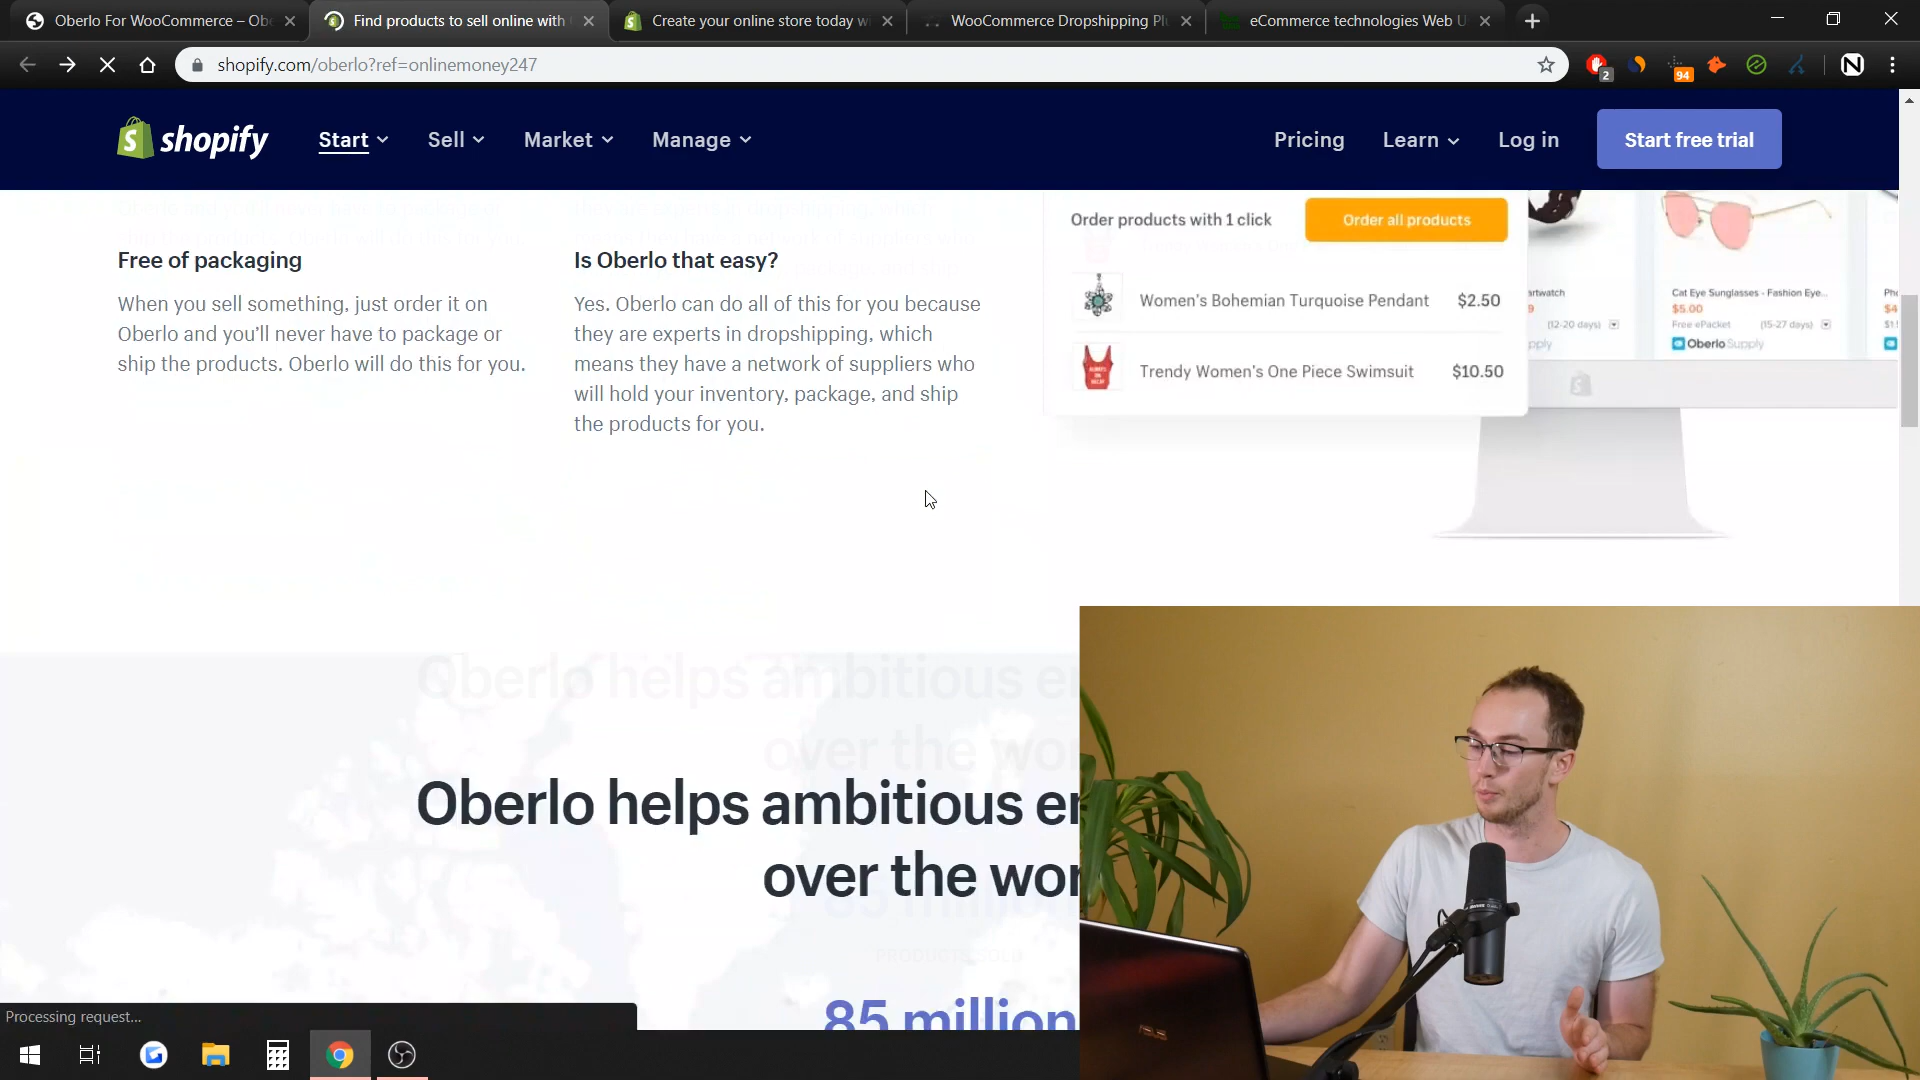 Oberlo For WooCommerce – Obe
Find products to sell online with
Create your online store today w
WooCommerce Dropshipping Pl
eCommerce technologies Web U
shopify.com/oberlo?ref=onlinemoney247
2
94
shopify
Start
Sell
Market
Manage
Pricing
Learn
Log in
Start free trial
Free of packaging
When you sell something, just order it on
Oberlo and you'll never have to package or
ship the products. Oberlo will do this for you.
Is Oberlo that easy?
Yes. Oberlo can do all of this for you because
they are experts in dropshipping, which
means they have a network of suppliers who
will hold your inventory, package, and ship
the products for you.
Order products with 1 click
Order all products
Women's Bohemian Turquoise Pendant $2.50
Trendy Women's One Piece Swimsuit $10.50
(12-20 days)
Cat Eye Sunglasses - Fashion Eye...
$5.00
Free ePacket (15-27 days)
Oberlo Supply
Oberlo helps ambitious e
over the wor
PRODUCTS SOLD
85 million
Processing request...
ASUS